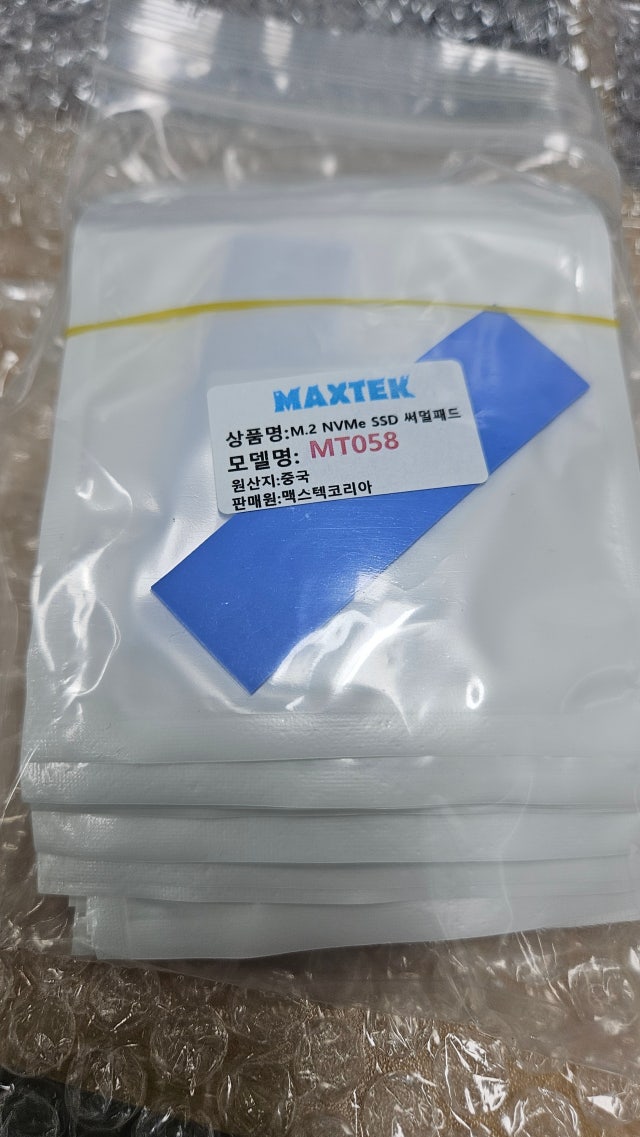 MAXTEK
상품명:M.2 NVMe SSD 써멀패드
모델명: MT058
원산지:중국
판매원:맥스텍코리아